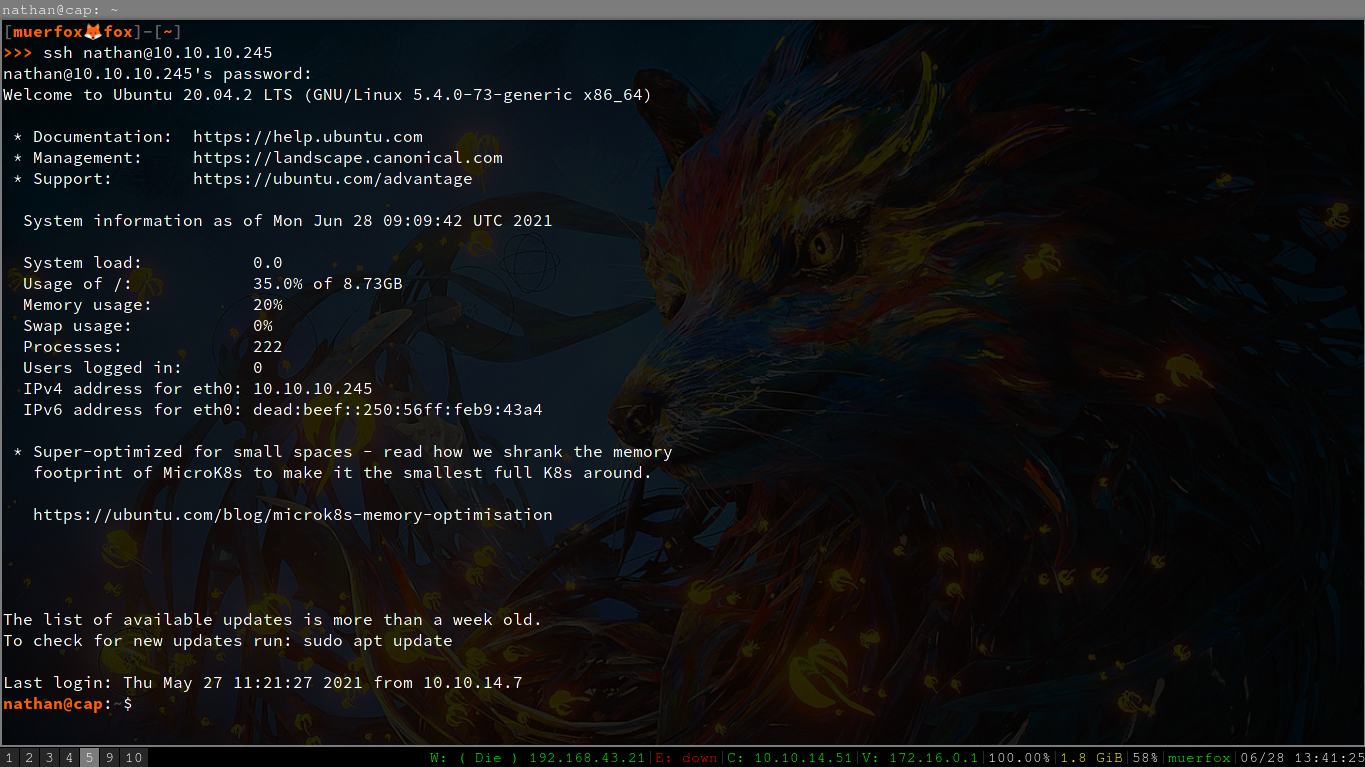 nathan@cap: ~
[muerfox🦊fox]-[~]
>>> ssh nathan@10.10.10.245
nathan@10.10.10.245's password:
Welcome to Ubuntu 20.04.2 LTS (GNU/Linux 5.4.0-73-generic x86_64)
* Documentation:  https://help.ubuntu.com
* Management:     https://landscape.canonical.com
* Support:        https://ubuntu.com/advantage
System information as of Mon Jun 28 09:09:42 UTC 2021
System load:           0.0
Usage of /:            35.0% of 8.73GB
Memory usage:          20%
Swap usage:            0%
Processes:             222
Users logged in:       0
IPv4 address for eth0: 10.10.10.245
IPv6 address for eth0: dead:beef::250:56ff:feb9:43a4
* Super-optimized for small spaces - read how we shrank the memory
footprint of MicroK8s to make it the smallest full K8s around.
https://ubuntu.com/blog/microk8s-memory-optimisation
The list of available updates is more than a week old.
To check for new updates run: sudo apt update
Last login: Thu May 27 11:21:27 2021 from 10.10.14.7
nathan@cap:~$
1 2 3 4 5 9 10 W: ( Die ) 192.168.43.21|E: down|C: 10.10.14.51|V: 172.16.0.1|100.00%|1.8 GiB|58%|muerfox|06/28 13:41:25